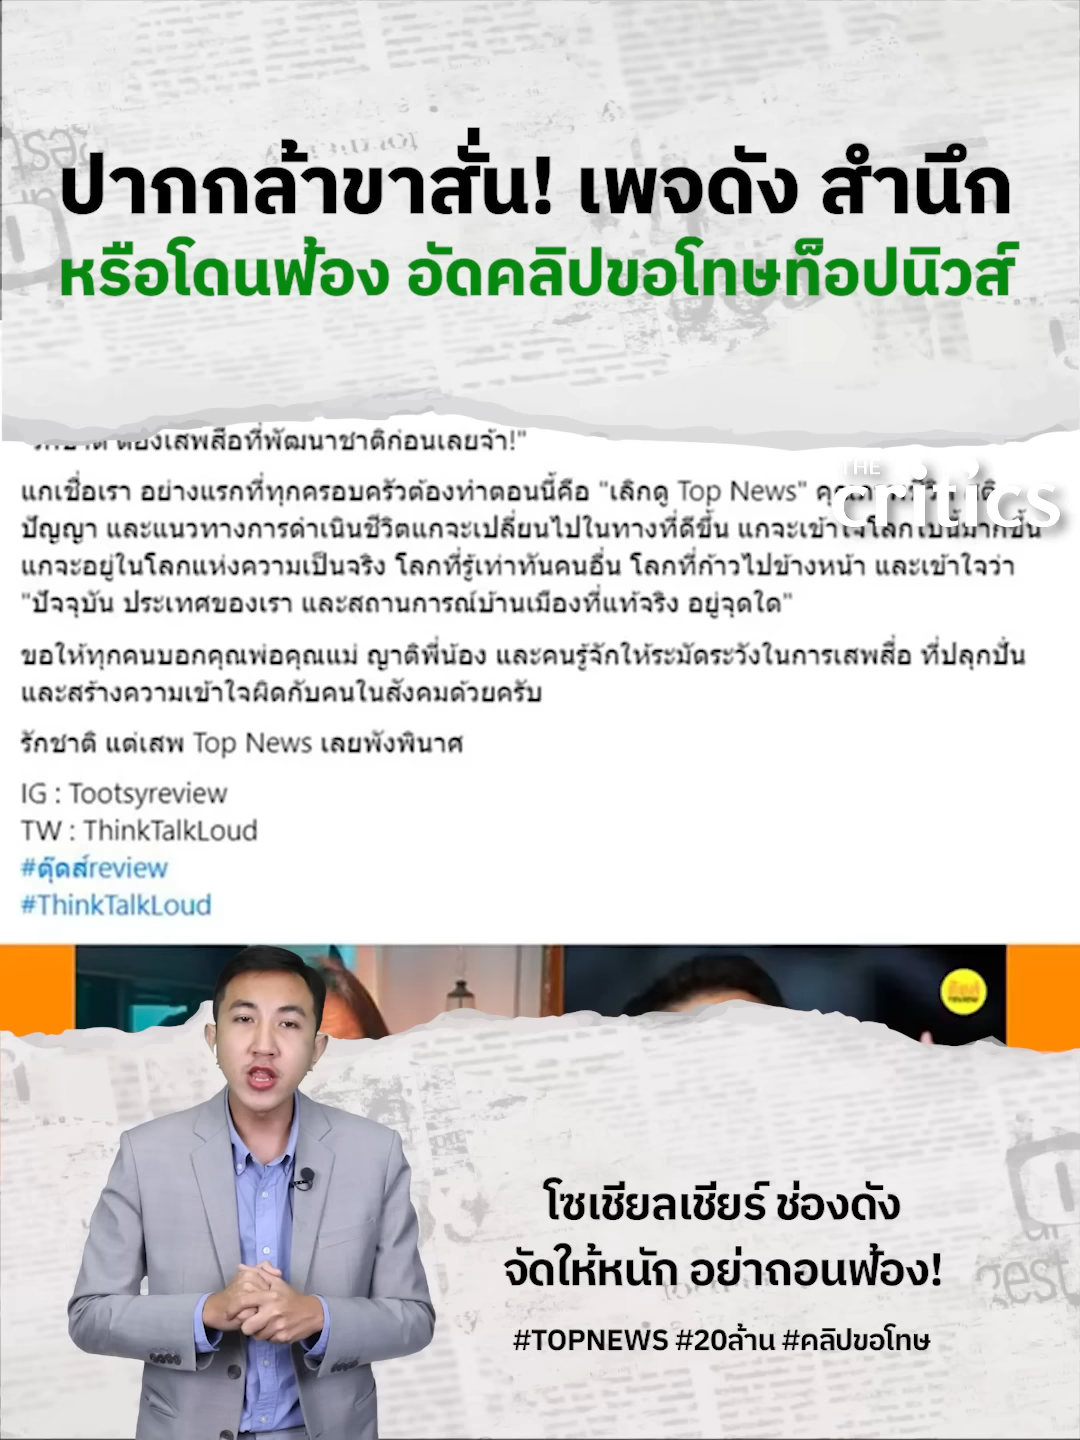 ปากกล้าขาสั่น! เพจดัง สำนึก
หรือโดนฟ้อง อัดคลิปขอโทษท็อปนิวส์
ต้องเสพสื่อที่พัฒนาชาติก่อนเลยจ้า!"
THE
critics
แกเชื่อเรา อย่างแรกที่ทุกครอบครัวต้องทำตอนนี้คือ "เลิกดู Top News"
ปัญญา และแนวทางการดำเนินชีวิตแกจะเปลี่ยนไปในทางที่ดีขึ้น แกจะเข้าใจโลกใบนี้มากขึ้น
แกจะอยู่ในโลกแห่งความเป็นจริง โลกที่รู้เท่าทันคนอื่น โลกที่ก้าวไปข้างหน้า และเข้าใจว่า
"ปัจจุบัน ประเทศของเรา และสถานการณ์บ้านเมืองที่แท้จริง อยู่จุดใด"
ขอให้ทุกคนบอกคุณพ่อคุณแม่ ญาติพี่น้อง และคนรู้จักให้ระมัดระวังในการเสพสื่อ ที่ปลุกปั่น
และสร้างความเข้าใจผิดกับคนในสังคมด้วยครับ
รักชาติ แต่เสพ Top News เลยพังพินาศ
IG : Tootsyreview
TW : ThinkTalkLoud
#ตุ๊ดส์review
#ThinkTalkLoud
โซเชียลเชียร์ ช่องดัง
จัดให้หนัก อย่าถอนฟ้อง!
#TOPNEWS #20ล้าน #คลิปขอโทษ